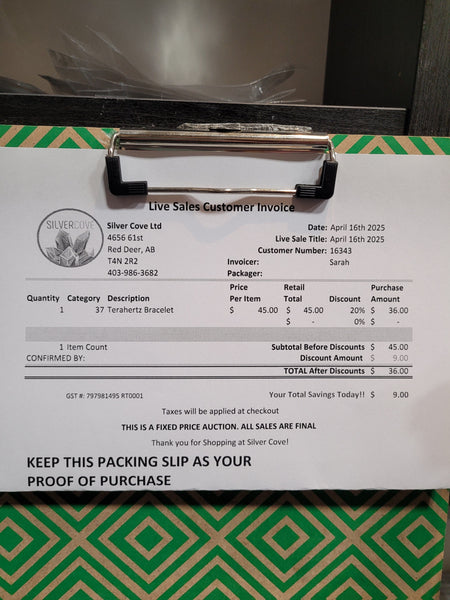 Live Sales Customer Invoice
SILVERCOVE
Silver Cove Ltd
4656 61st
Red Deer, AB
T4N 2R2
403-986-3682
Date: April 16th 2025
Live Sale Title: April 16th 2025
Customer Number: 16343
Invoicer: Sarah
Packager:
Quantity Category Description Price Per Item Retail Total Discount Purchase Amount
1 37 Terahertz Bracelet $ 45.00 $ 45.00 20% $ 36.00
$ - 0% $ -
1 Item Count Subtotal Before Discounts $ 45.00
CONFIRMED BY: Discount Amount $ 9.00
TOTAL After Discounts $ 36.00
GST #: 797981495 RT0001 Your Total Savings Today!! $ 9.00
Taxes will be applied at checkout
THIS IS A FIXED PRICE AUCTION. ALL SALES ARE FINAL
Thank you for Shopping at Silver Cove!
KEEP THIS PACKING SLIP AS YOUR
PROOF OF PURCHASE